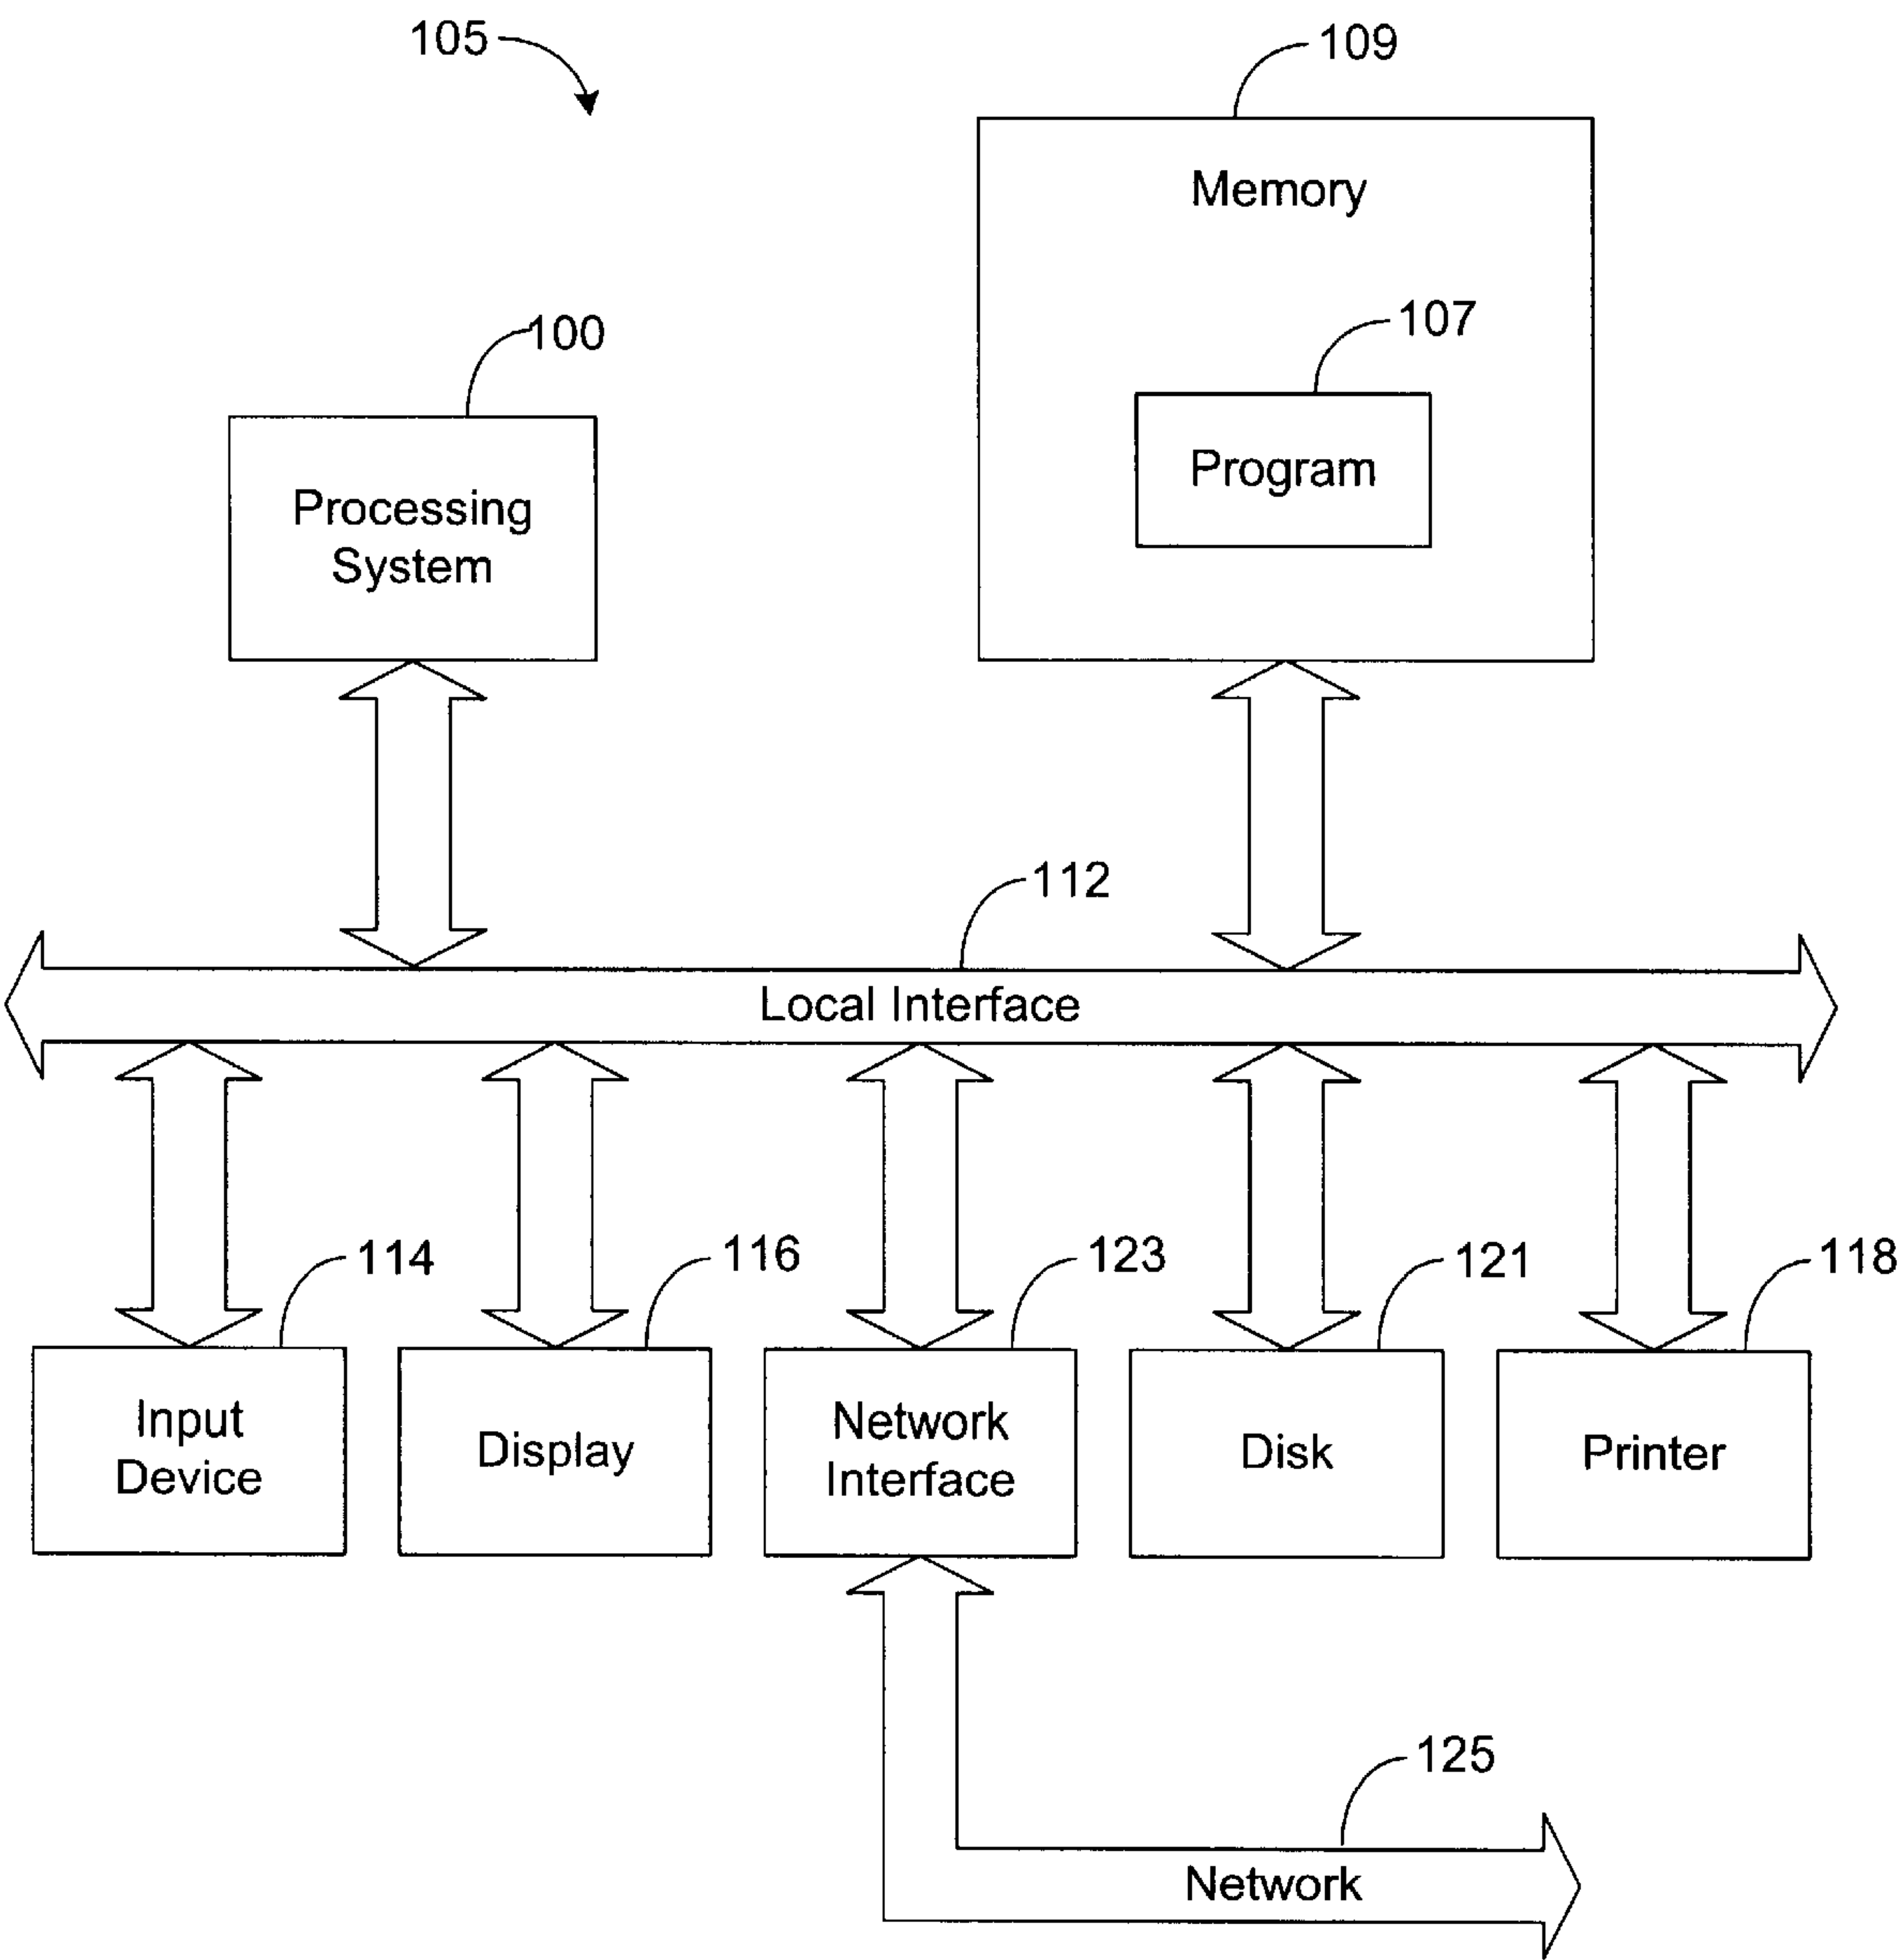 105
109
Memory
100
107
Program
Processing
System
112
Local Interface
114
116
123
121
118
Input
Device
Display
Network
Interface
Disk
Printer
125
Network